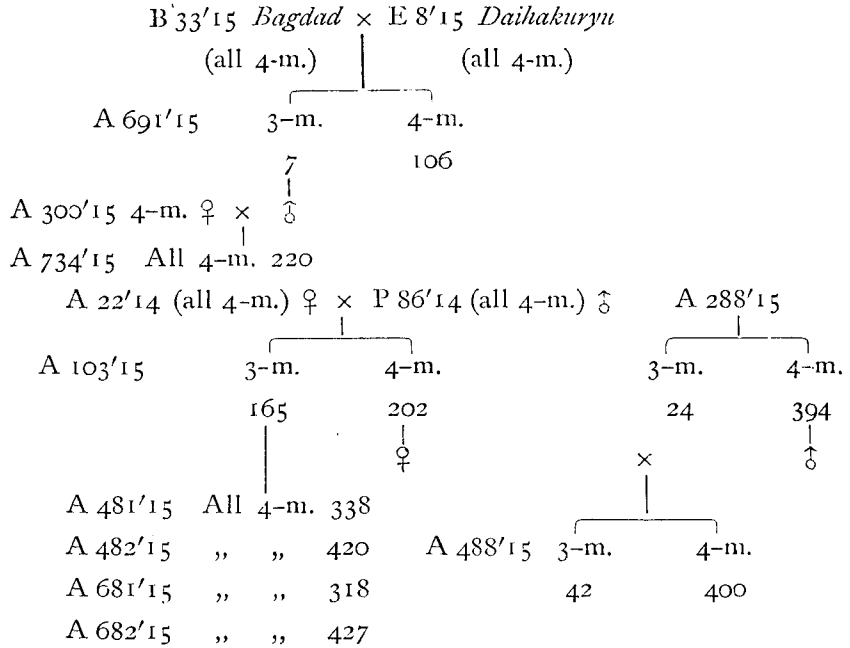 B 33'15 Bagdad × E 8'15 Daihakuryu
(all 4-m.) (all 4-m.)
A 691'15 3-m. 4-m.
7 106
A 300'15 4-m. ♀ × ♂
A 734'15 All 4-m. 220
A 22'14 (all 4-m.) ♀ × P 86'14 (all 4-m.) ♂ A 288'15
A 103'15 3-m. 4-m. 3-m. 4-m.
165 202 24 394
♀ × ♂
A 481'15 All 4-m. 338
A 482'15 ,, ,, 420 A 488'15 3-m. 4-m.
A 681'15 ,, ,, 318 42 400
A 682'15 ,, ,, 427